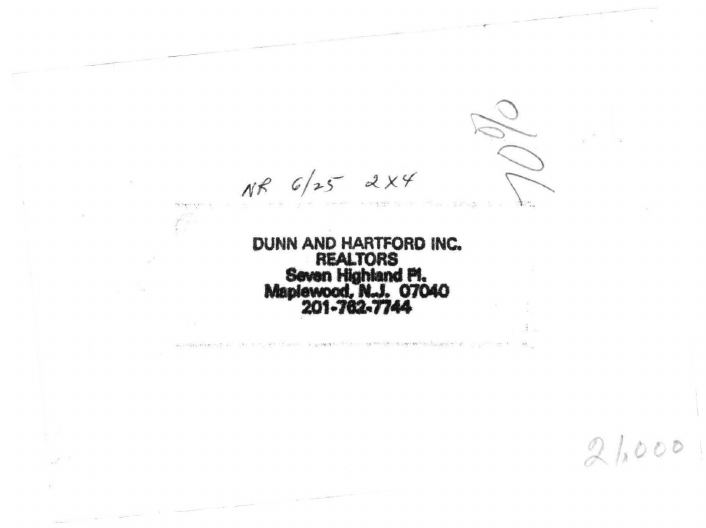 70%
NR 6/25 2X4
DUNN AND HARTFORD INC.
REALTORS
Seven Highland Pl.
Maplewood, N.J. 07040
201-762-7744
21,000